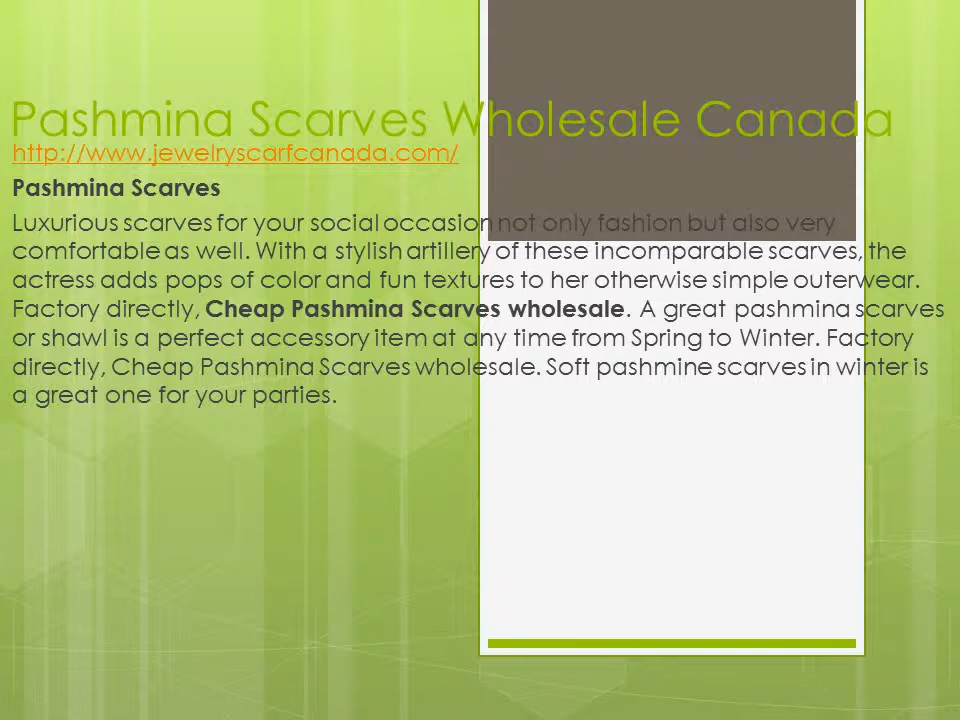 Pashmina Scarves Wholesale Canada
http://www.jewelryscarfcanada.com/
Pashmina Scarves
Luxurious scarves for your social occasion not only fashion but also very
comfortable as well. With a stylish artillery of these incomparable scarves, the
actress adds pops of color and fun textures to her otherwise simple outerwear.
Factory directly, Cheap Pashmina Scarves wholesale. A great pashmina scarves
or shawl is a perfect accessory item at any time from Spring to Winter. Factory
directly, Cheap Pashmina Scarves wholesale. Soft pashmine scarves in winter is
a great one for your parties.